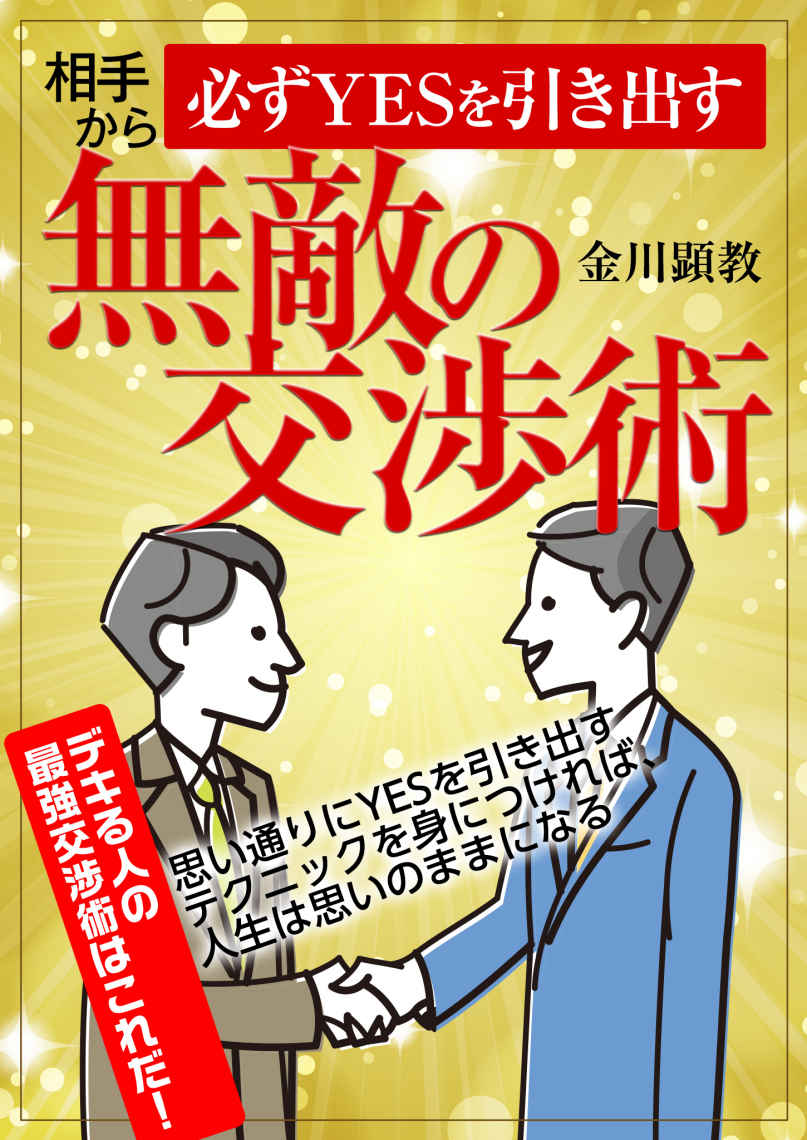 相手
から
必ずYESを引き出す
無敵の
金川顕教
交渉術
思い通りにYESを引き出す
テクニックを身につければ、
人生は思いのままになる
デキる人の
最強交渉術はこれだ！